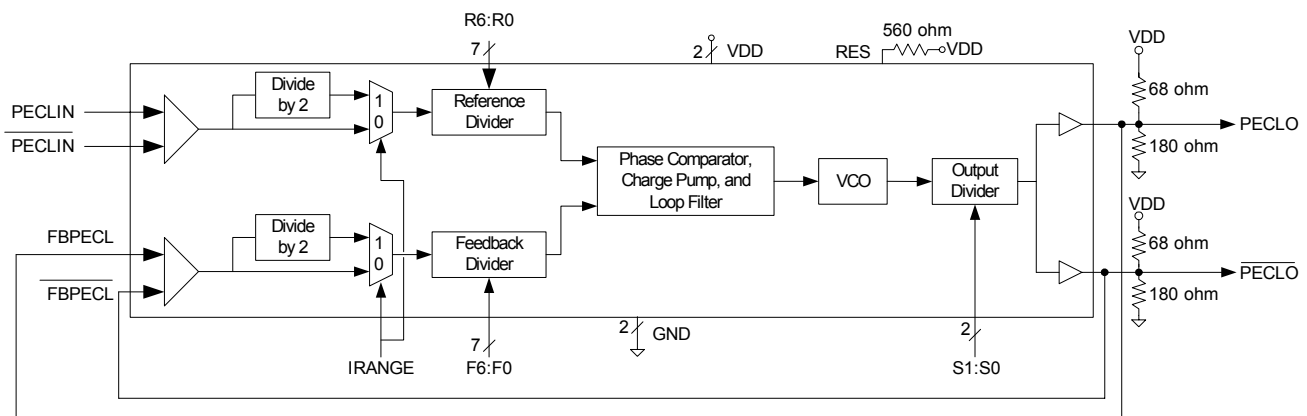 R6:R0
7
2
VDD
RES
560 ohm
VDD
VDD
68 ohm
PECLO
180 ohm
PECLIN
PECLIN
Divide
by 2
1
0
Reference
Divider
Phase Comparator,
Charge Pump, and
Loop Filter
VCO
Output
Divider
FBPECL
FBPECL
Divide
by 2
1
0
Feedback
Divider
VDD
68 ohm
PECLO
180 ohm
2
GND
7
2
IRANGE
F6:F0
S1:S0